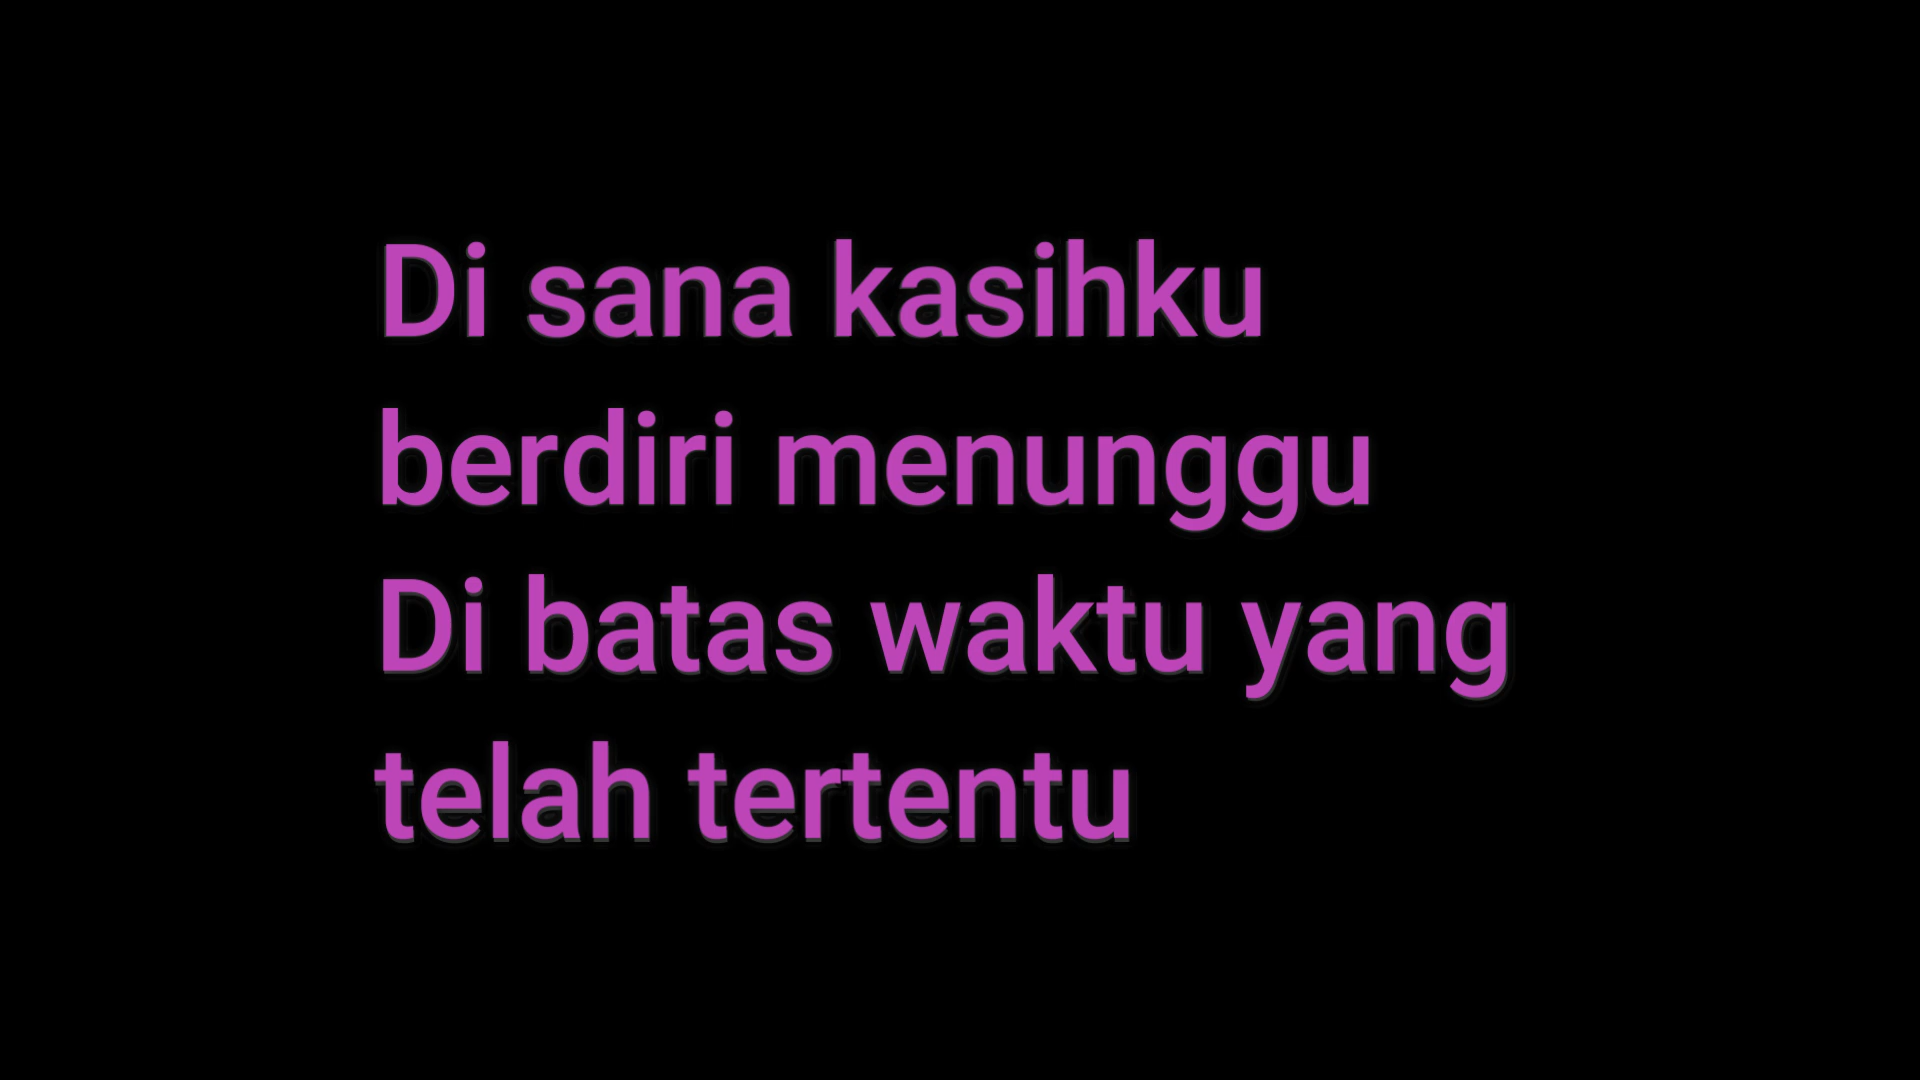 Di sana kasihku
berdiri menunggu
Di batas waktu yang
telah tertentu